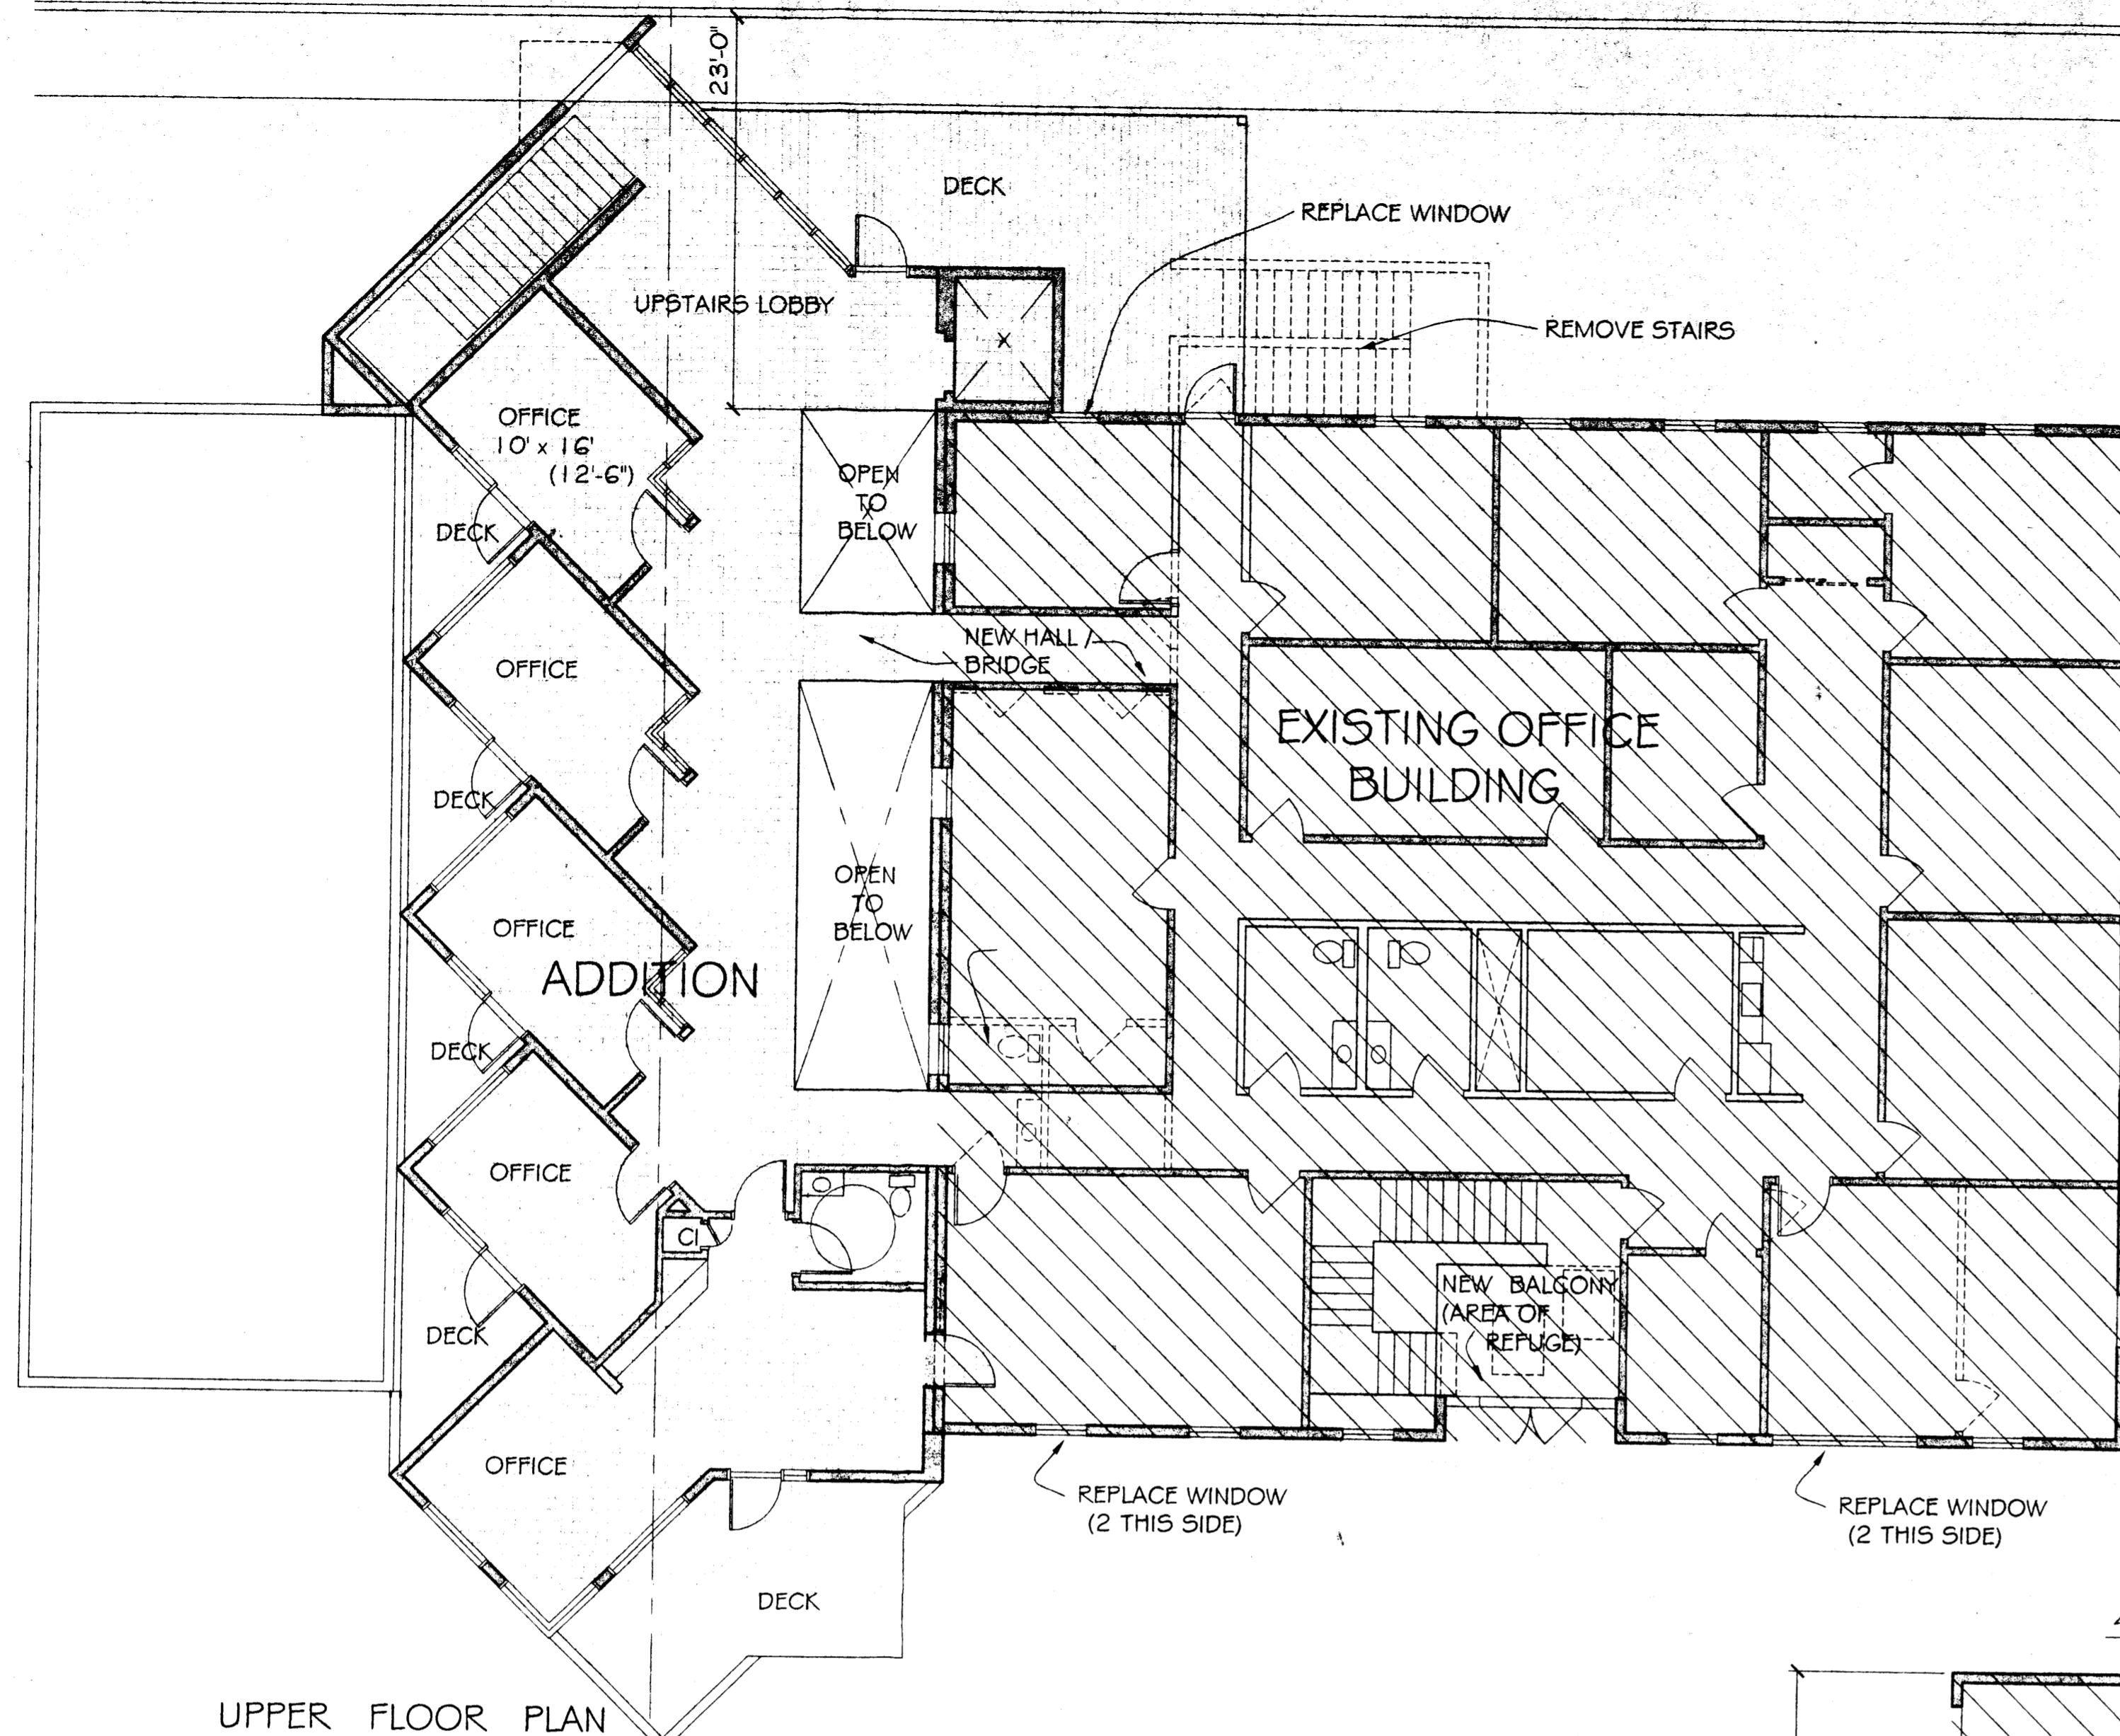 23'-0"
DECK
REPLACE WINDOW
UPSTAIRS LOBBY
X
REMOVE STAIRS
OFFICE
10' x 16'
(12'-6")
OPEN
TO
BELOW
DECK
NEW HALL /
BRIDGE
OFFICE
EXISTING OFFICE
BUILDING
DECK
OPEN
TO
BELOW
OFFICE
ADDITION
DECK
OFFICE
Cl
NEW BALCONY
(AREA OF
REFUGE)
DECK
OFFICE
REPLACE WINDOW
(2 THIS SIDE)
REPLACE WINDOW
(2 THIS SIDE)
DECK
UPPER FLOOR PLAN